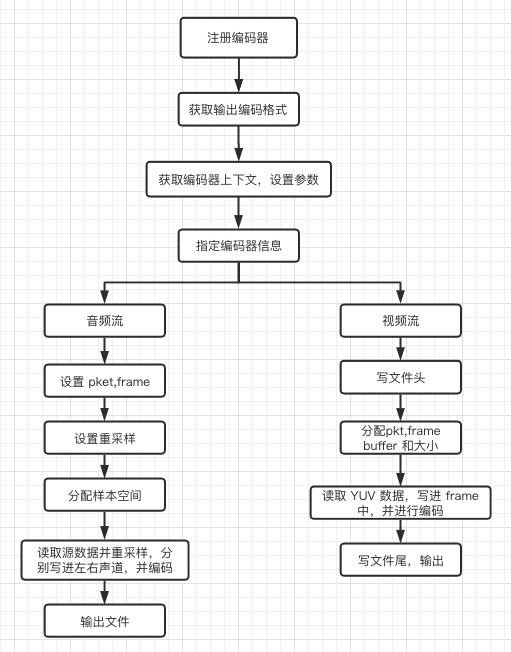 注册编码器
获取输出编码格式
获取编码器上下文，设置参数
指定编码器信息
音频流
设置 pket,frame
设置重采样
分配样本空间
读取源数据并重采样，分
别写进左右声道，并编码
输出文件
视频流
写文件头
分配pkt,frame
buffer 和大小
读取 YUV 数据，写进 frame
中，并进行编码
写文件尾，输出